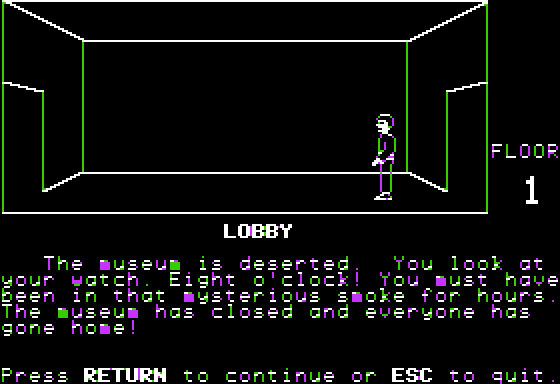 FLOOR
1
LOBBY
The museum is deserted. You look at
your watch. Eight o'clock! You must have
been in that mysterious smoke for hours.
The museum has closed and everyone has
gone home!
Press RETURN to continue or ESC to quit.